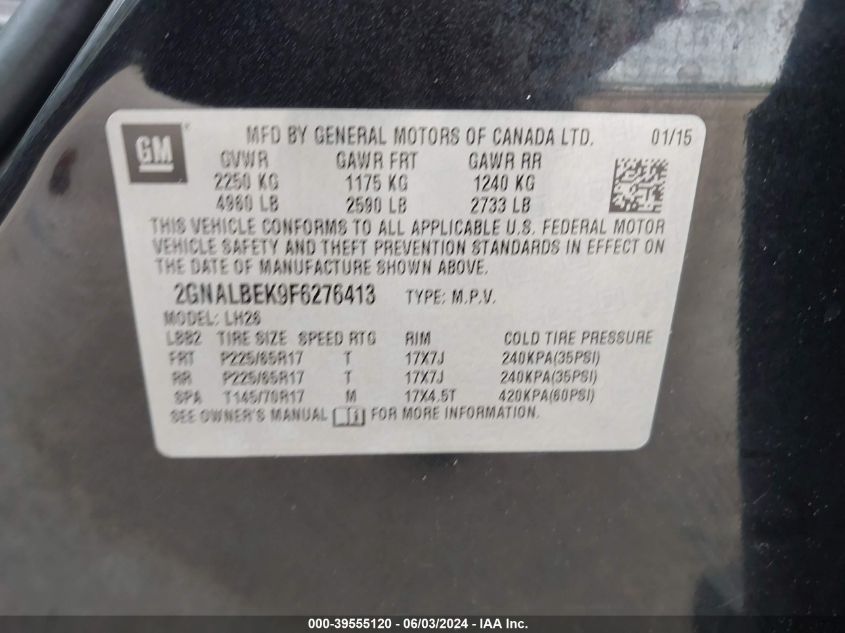 GM
MFD BY GENERAL MOTORS OF CANADA LTD. 01/15
GVWR GAWR FRT GAWR RR
2250 KG 1175 KG 1240 KG
4960 LB 2590 LB 2733 LB
THIS VEHICLE CONFORMS TO ALL APPLICABLE U.S. FEDERAL MOTOR
VEHICLE SAFETY AND THEFT PREVENTION STANDARDS IN EFFECT ON
THE DATE OF MANUFACTURE SHOWN ABOVE.
2GNALBEK9F6276413 TYPE: M.P.V.
MODEL: LH26
L882 TIRE SIZE SPEED RTG RIM COLD TIRE PRESSURE
FRT P225/65R17 T 17X7J 240KPA(35PSI)
RR P225/65R17 T 17X7J 240KPA(35PSI)
SPA T145/70R17 M 17X4.5T 420KPA(60PSI)
SEE OWNER'S MANUAL FOR MORE INFORMATION.
000-39555120 - 06/03/2024 - IAA Inc.